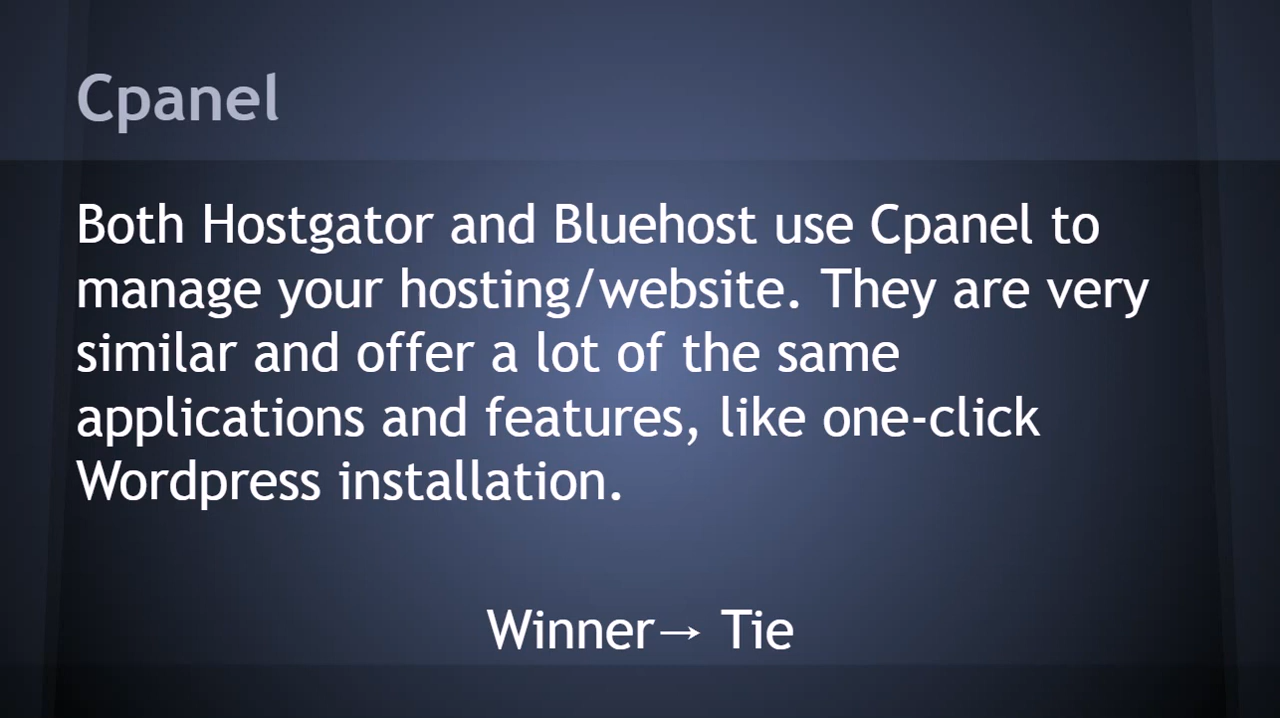 Cpanel
Both Hostgator and Bluehost use Cpanel to
manage your hosting/website. They are very
similar and offer a lot of the same
applications and features, like one-click
Wordpress installation.
Winner→ Tie